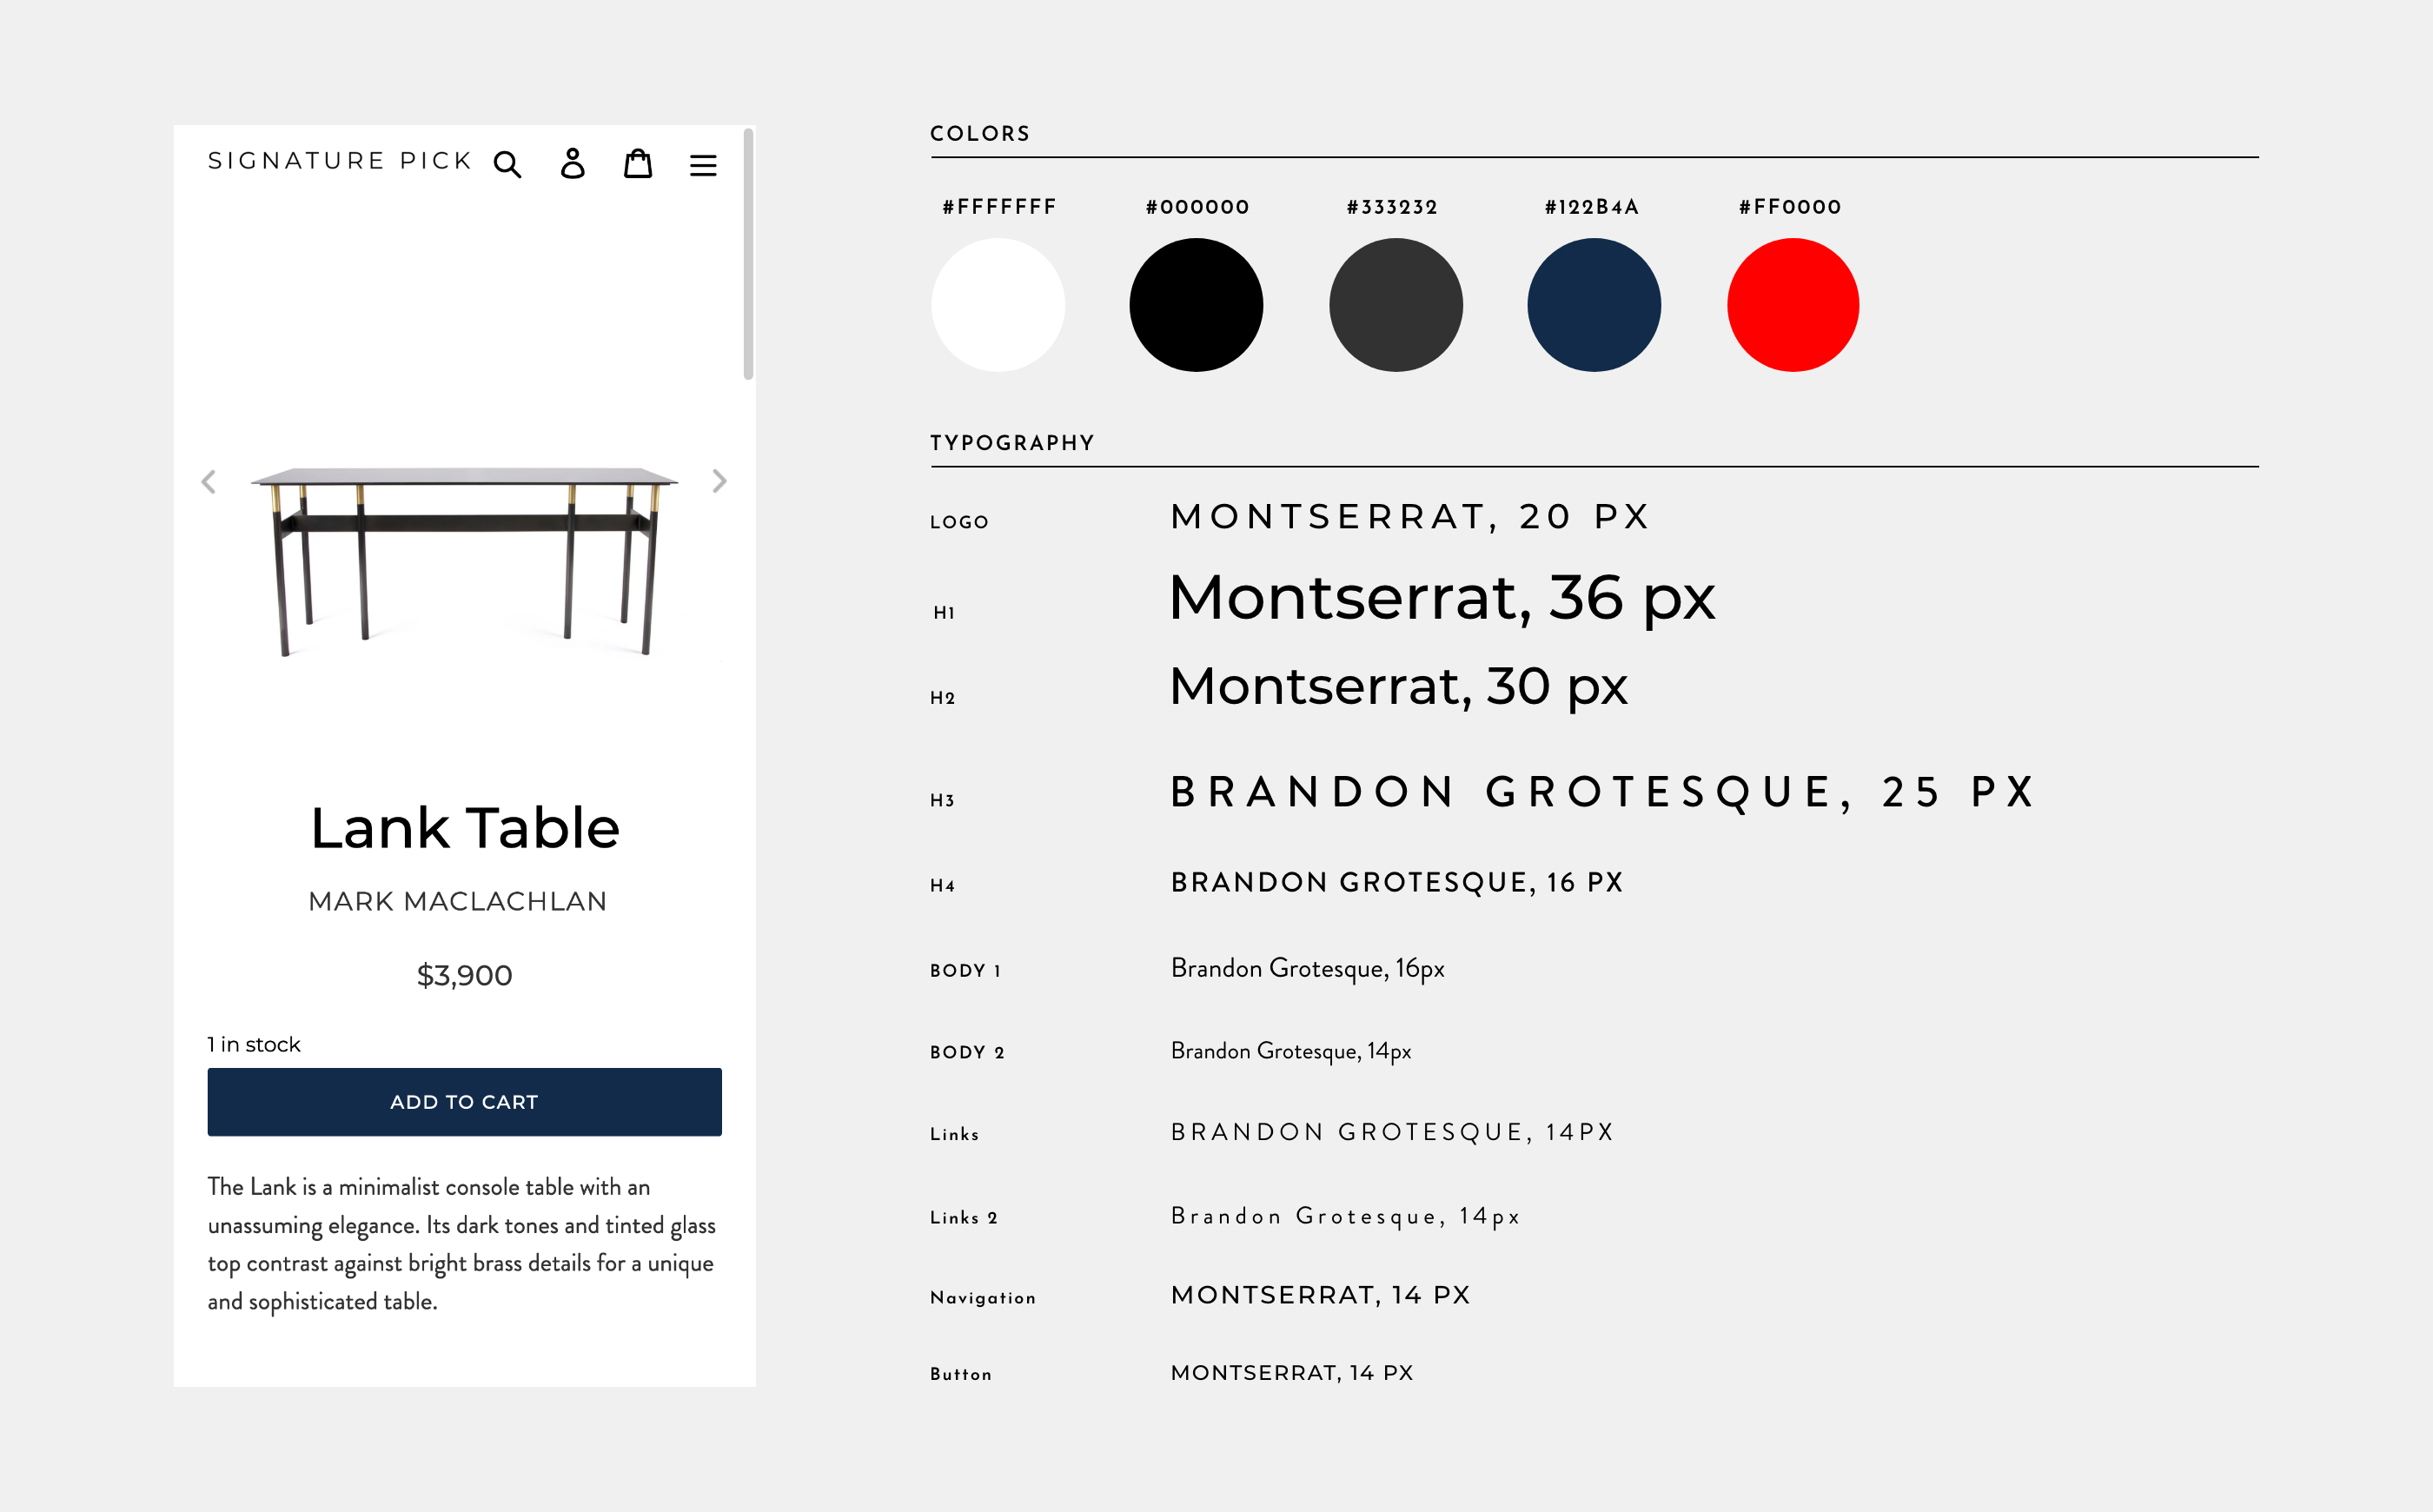 SIGNATURE PICK
Lank Table
MARK MACLACHLAN
$3,900
1 in stock
ADD TO CART
The Lank is a minimalist console table with an
unassuming elegance. Its dark tones and tinted glass
top contrast against bright brass details for a unique
and sophisticated table.
COLORS
#FFFFFFF #000000 #333232 #122B4A #FF0000
TYPOGRAPHY
LOGO MONTSERRAT, 20 PX
H1 Montserrat, 36 px
H2 Montserrat, 30 px
H3 BRANDON GROTESQUE, 25 PX
H4 BRANDON GROTESQUE, 16 PX
BODY 1 Brandon Grotesque, 16px
BODY 2 Brandon Grotesque, 14px
Links BRANDON GROTESQUE, 14PX
Links 2 Brandon Grotesque, 14px
Navigation MONTSERRAT, 14 PX
Button MONTSERRAT, 14 PX